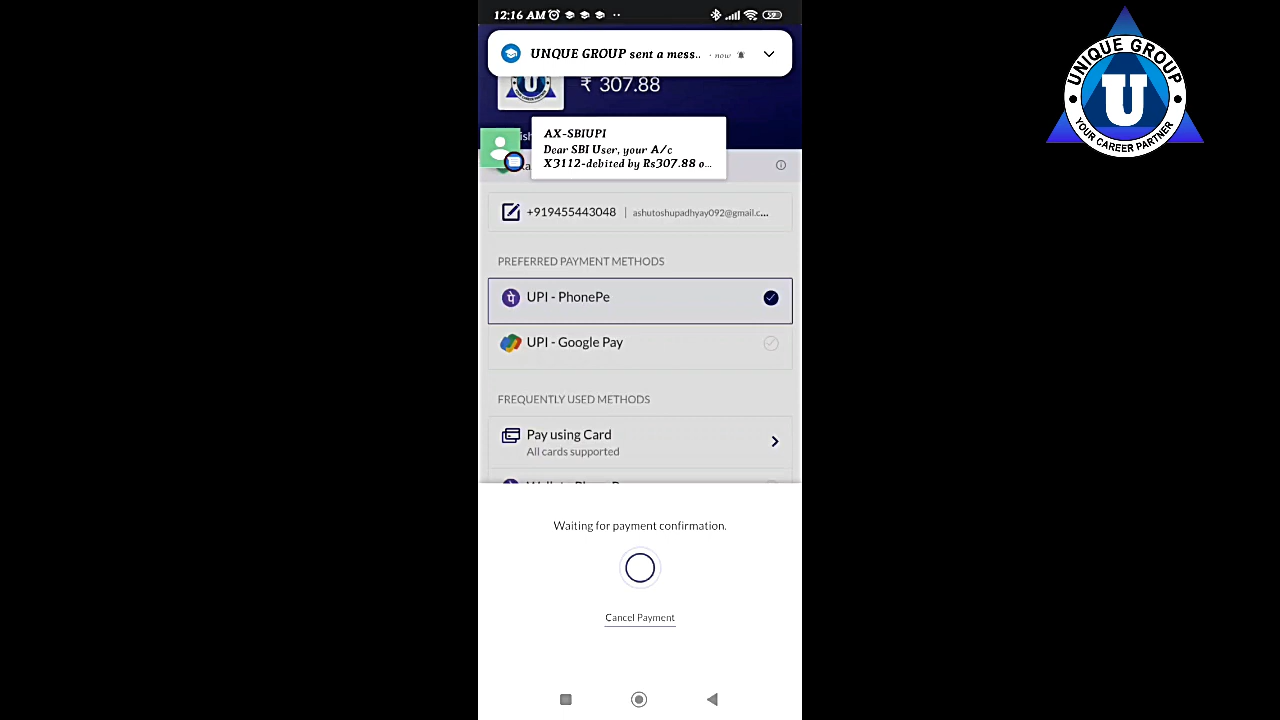 12:16 AM
59
UNQUE GROUP sent a mess.. · now
₹ 307.88
AX-SBIUPI
Dear SBI User, your A/c
X3112-debited by Rs307.88 o...
+919455443048 | ashutoshupadhyay092@gmail.c...
PREFERRED PAYMENT METHODS
UPI - PhonePe
UPI - Google Pay
FREQUENTLY USED METHODS
Pay using Card
All cards supported
Waiting for payment confirmation.
Cancel Payment
UNIQUE GROUP
U
YOUR CAREER PARTNER